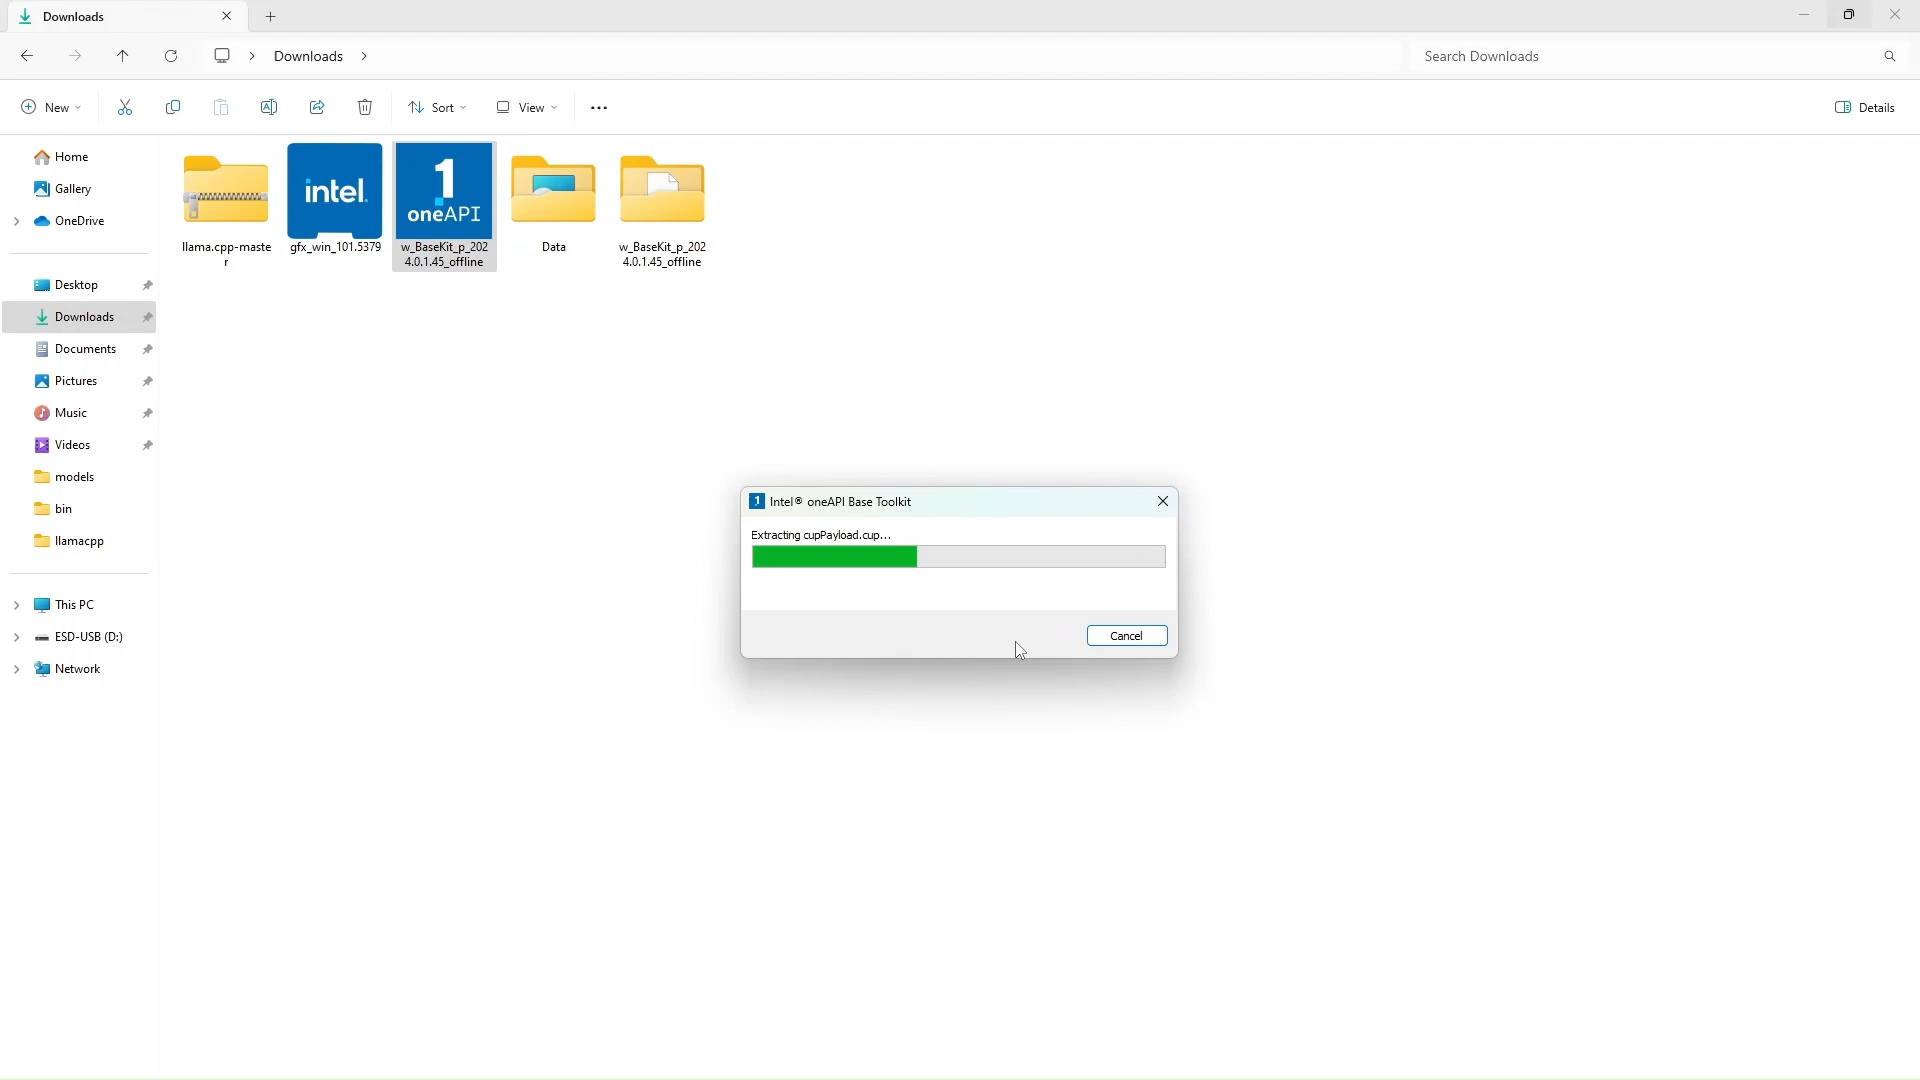 Downloads
Downloads
Search Downloads
New
Sort
View
Details
Home
Gallery
OneDrive
Desktop
Downloads
Documents
Pictures
Music
Videos
models
bin
llamacpp
This PC
ESD-USB (D:)
Network
llama.cpp-maste
r
intel.
gfx_win_101.5379
1
oneAPI
w_BaseKit_p_202
4.0.1.45_offline
Data
w_BaseKit_p_202
4.0.1.45_offline
1 Intel® oneAPI Base Toolkit
Extracting cupPayload.cup...
Cancel